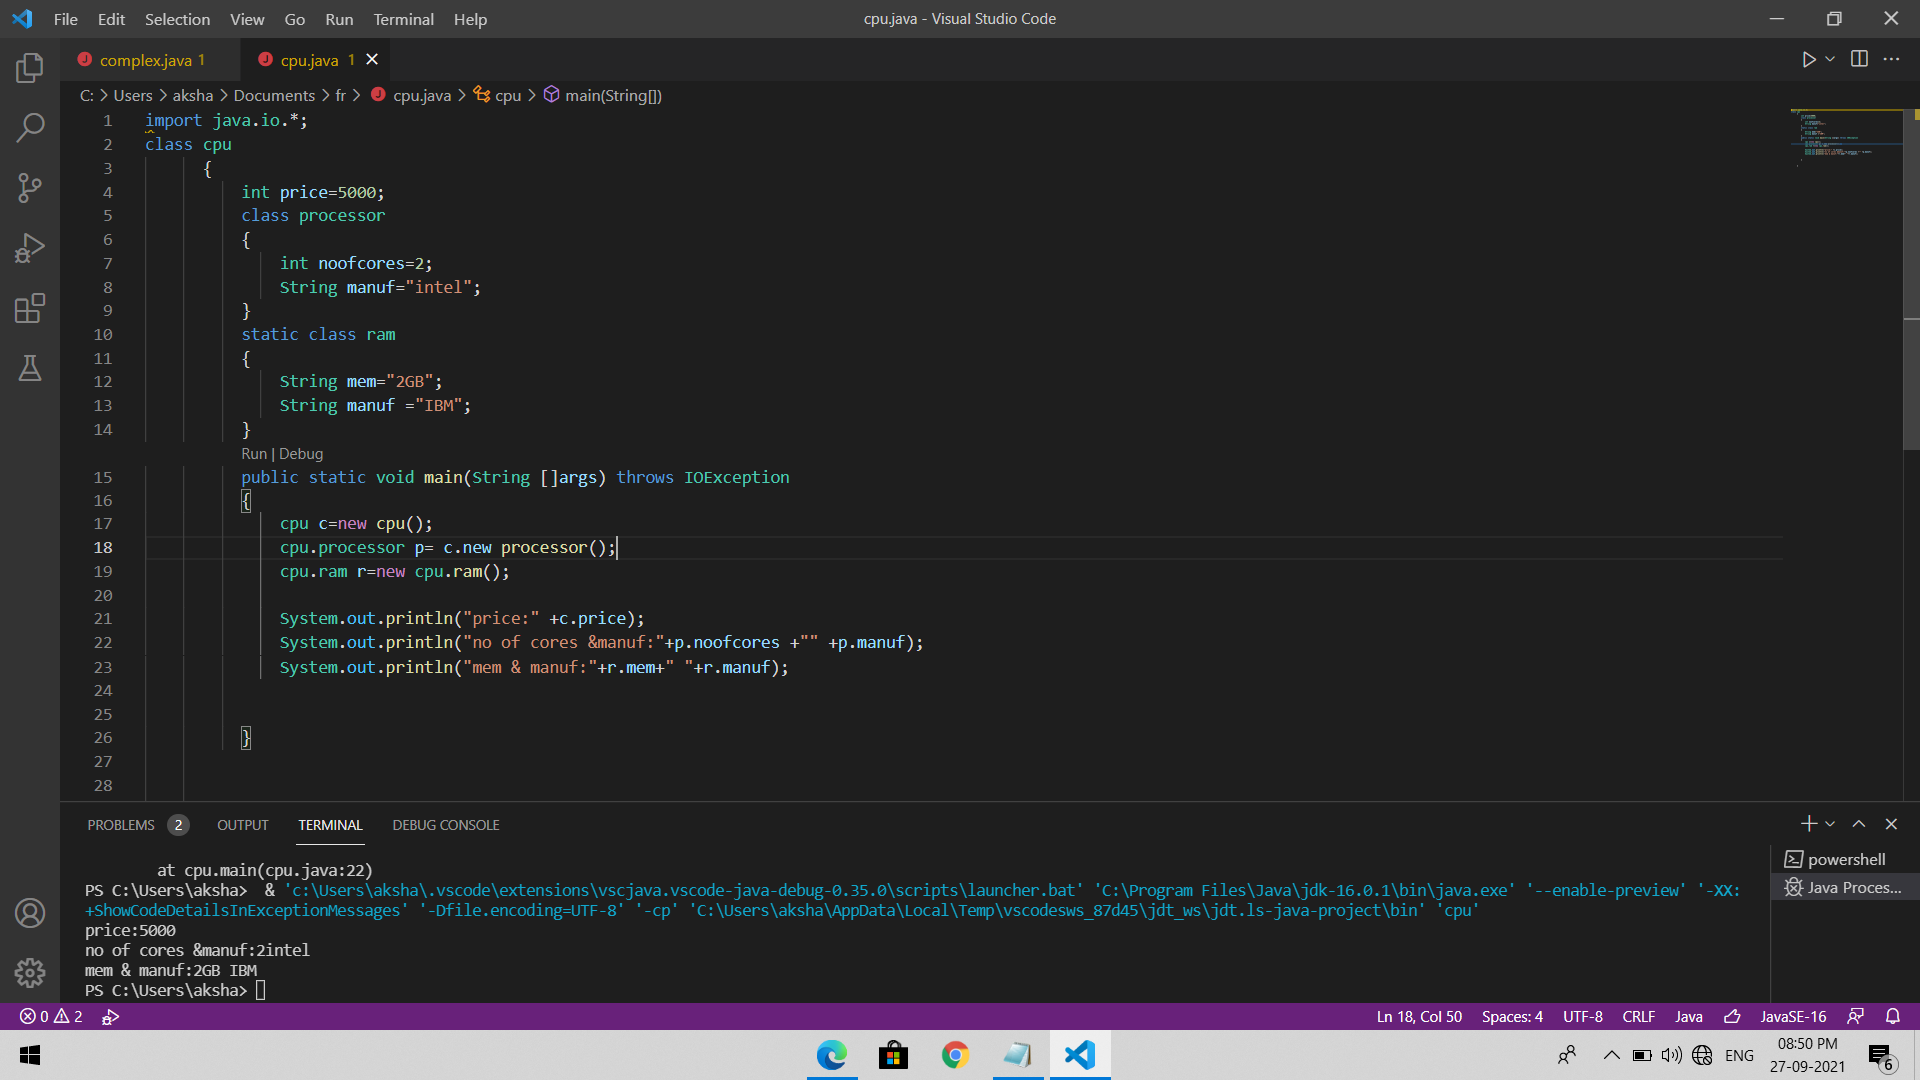 File Edit Selection View Go Run Terminal Help cpu.java - Visual Studio Code
complex.java 1 cpu.java 1
C: > Users > aksha > Documents > fr > cpu.java > cpu > main(String[])
1 import java.io.*;
2 class cpu
3 {
4 int price=5000;
5 class processor
6 {
7 int noofcores=2;
8 String manuf="intel";
9 }
10 static class ram
11 {
12 String mem="2GB";
13 String manuf ="IBM";
14 }
Run | Debug
15 public static void main(String []args) throws IOException
16 {
17 cpu c=new cpu();
18 cpu.processor p= c.new processor();
19 cpu.ram r=new cpu.ram();
20
21 System.out.println("price:" +c.price);
22 System.out.println("no of cores &manuf:"+p.noofcores +"" +p.manuf);
23 System.out.println("mem & manuf:"+r.mem+" "+r.manuf);
24
25
26 }
27
28
PROBLEMS 2 OUTPUT TERMINAL DEBUG CONSOLE
at cpu.main(cpu.java:22)
PS C:\Users\aksha> & 'c:\Users\aksha\.vscode\extensions\vscjava.vscode-java-debug-0.35.0\scripts\launcher.bat' 'C:\Program Files\Java\jdk-16.0.1\bin\java.exe' '--enable-preview' '-XX:
+ShowCodeDetailsInExceptionMessages' '-Dfile.encoding=UTF-8' '-cp' 'C:\Users\aksha\AppData\Local\Temp\vscodesws_87d45\jdt_ws\jdt.ls-java-project\bin' 'cpu'
price:5000
no of cores &manuf:2intel
mem & manuf:2GB IBM
PS C:\Users\aksha>
powershell
Java Proces...
0 2 Ln 18, Col 50 Spaces: 4 UTF-8 CRLF Java JavaSE-16
ENG 08:50 PM
27-09-2021 6